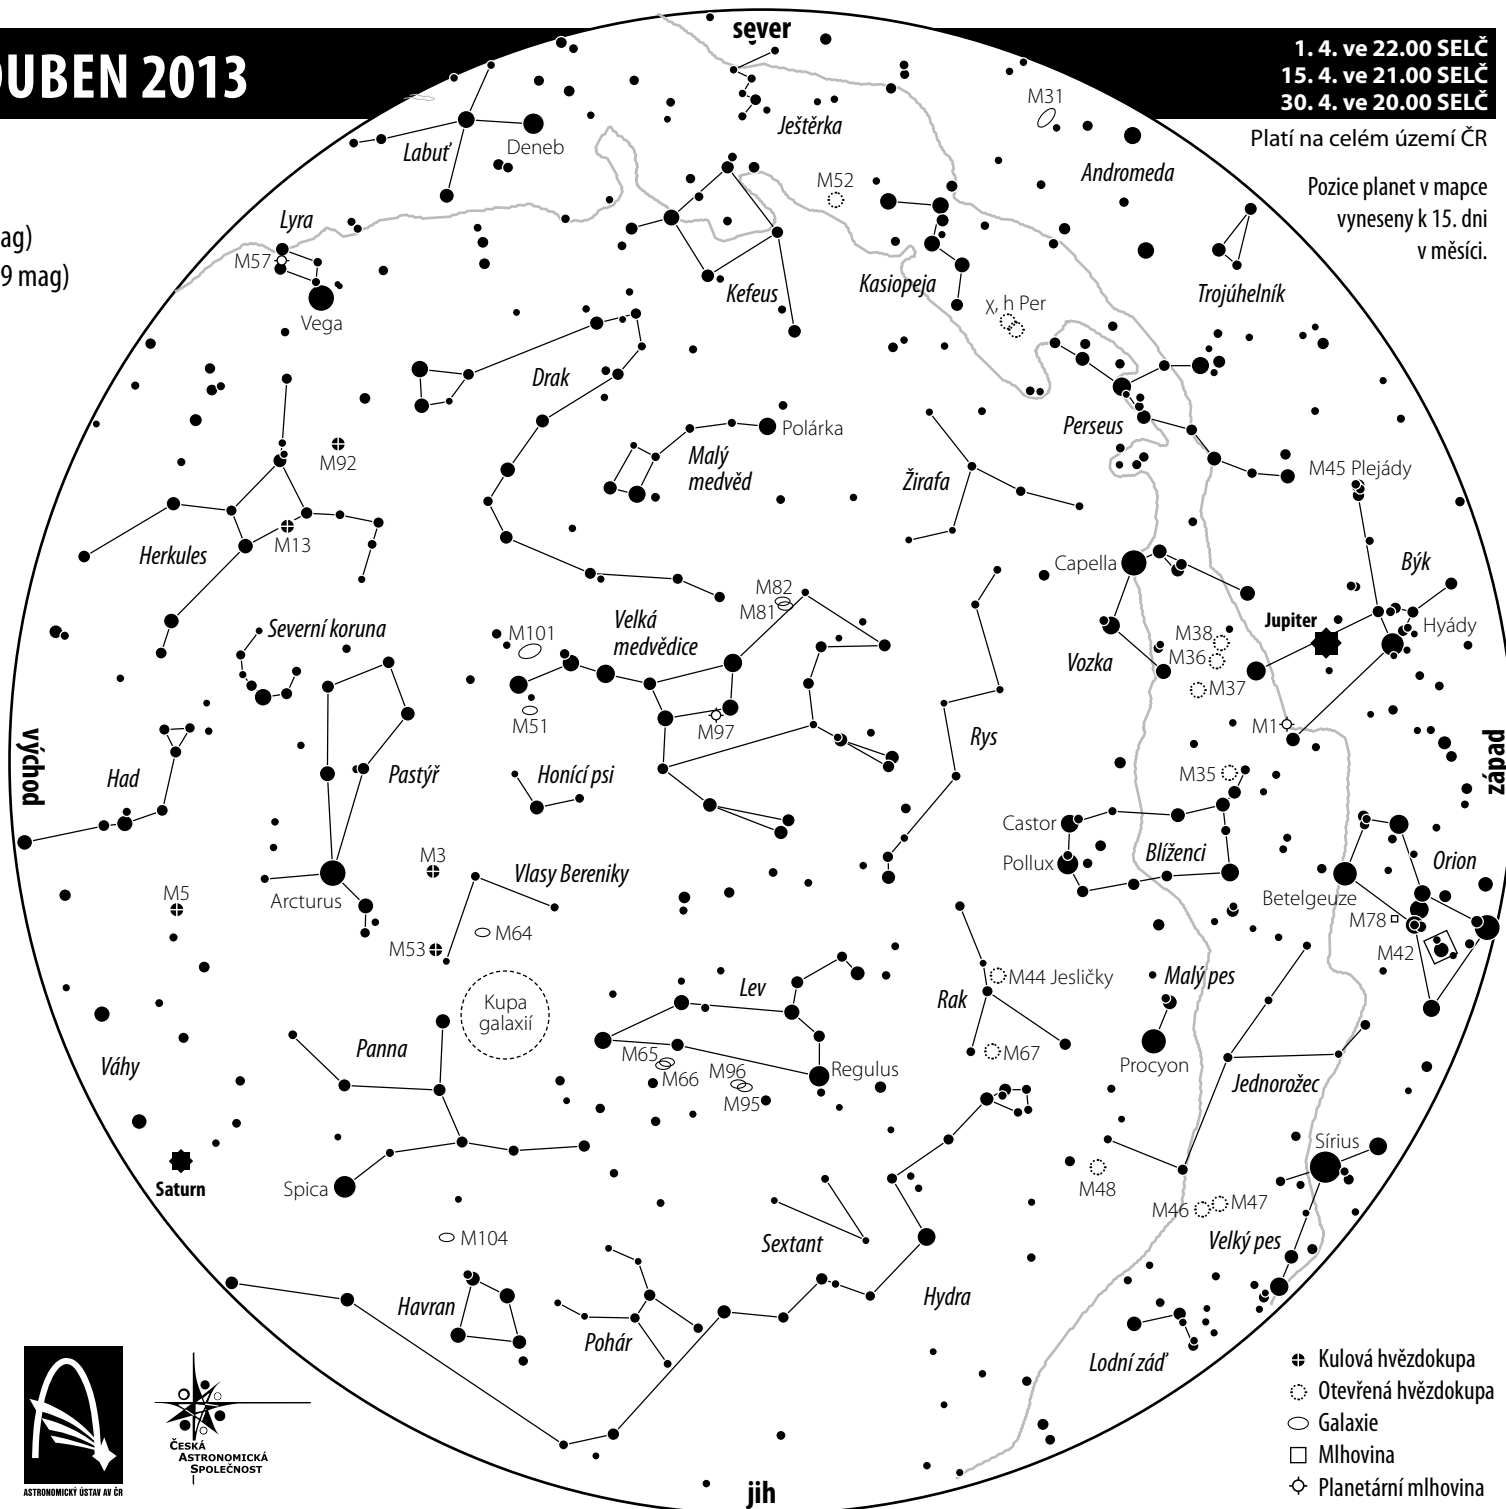 sever
DUBEN 2013
1. 4. ve 22.00 SELČ
15. 4. ve 21.00 SELČ
30. 4. ve 20.00 SELČ
Platí na celém území ČR
Pozice planet v mapce
vyneseny k 15. dni
v měsíci.
ag)
9 mag)
M31
Ještěrka
Labuť
Deneb
Andromeda
M52
Lyra
M57
Vega
Kefeus
Kasiopeja
Trojúhelník
χ, h Per
Drak
Polárka
Perseus
M92
Malý
medvěd
Žirafa
M45 Plejády
M13
Herkules
Capella
Býk
M82
M81
Severní koruna
Velká
medvědice
M101
Jupiter
Hyády
M38
M36
Vozka
M37
M51
M97
M1
Rys
východ
západ
Had
Pastýř
Honící psi
M35
Castor
Pollux
Blíženci
Orion
M3
Vlasy Bereniky
Arcturus
M5
Betelgeuze
M78
M42
M64
M53
Lev
M44 Jesličky
Malý pes
Rak
Kupa
galaxií
Panna
M65
M66
M96
M95
Regulus
M67
Procyon
Jednorožec
Váhy
Sírius
Saturn
Spica
M48
M46
M47
M104
Sextant
Velký pes
Havran
Hydra
Pohár
Lodní záď
Kulová hvězdokupa
Otevřená hvězdokupa
Galaxie
Mlhovina
Planetární mlhovina
ČESKÁ
ASTRONOMICKÁ
SPOLEČNOST
ASTRONOMICKÝ ÚSTAV AV ČR
jih